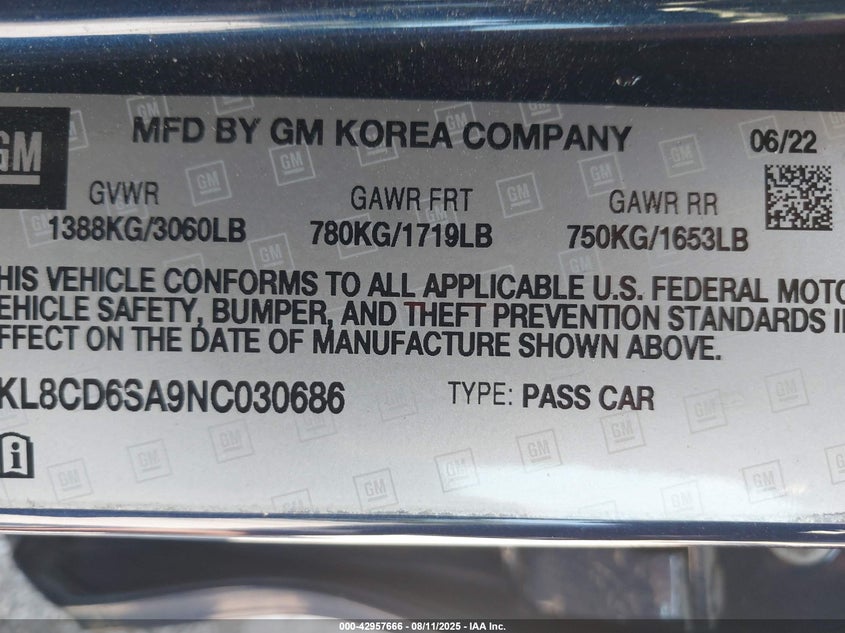 GM
MFD BY GM KOREA COMPANY 06/22
GVWR GAWR FRT GAWR RR
1388KG/3060LB 780KG/1719LB 750KG/1653LB
HIS VEHICLE CONFORMS TO ALL APPLICABLE U.S. FEDERAL MOTO
EHICLE SAFETY, BUMPER, AND THEFT PREVENTION STANDARDS I
FFECT ON THE DATE OF MANUFACTURE SHOWN ABOVE.
KL8CD6SA9NC030686 TYPE: PASS CAR
000-42957666 - 08/11/2025 - IAA Inc.